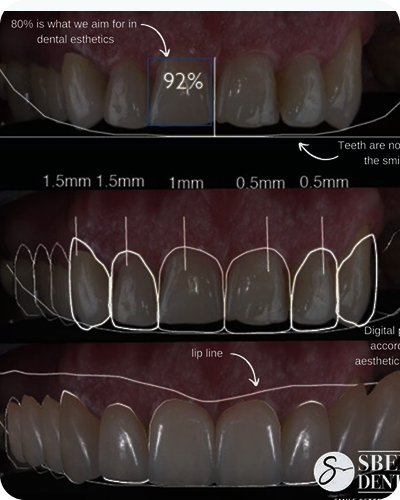 80% is what we aim for in
dental esthetics
92%
Teeth are no
the smi
1.5mm 1.5mm 1mm 0.5mm 0.5mm
Digital p
accor
aesthetic
lip line
S
SBE
DENT